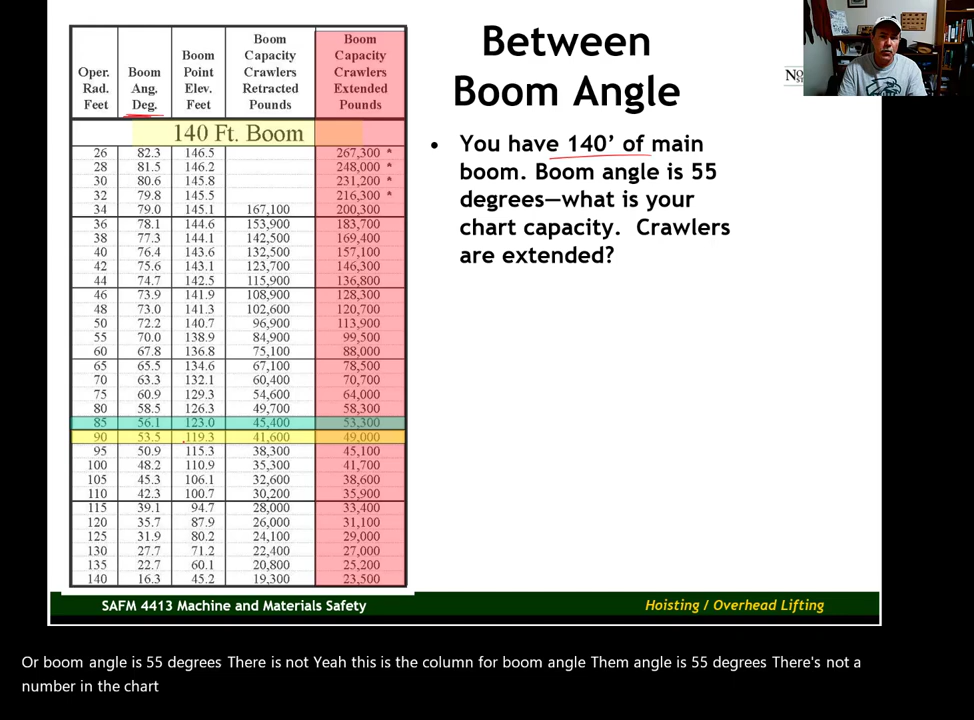 Between
Boom Angle
Oper. Rad. Feet | Boom Ang. Deg. | Boom Point Elev. Feet | Boom Capacity Crawlers Retracted Pounds | Boom Capacity Crawlers Extended Pounds
140 Ft. Boom
26 82.3 146.5 267,300 *
28 81.5 146.2 248,000 *
30 80.6 145.8 231,200 *
32 79.8 145.5 216,300 *
34 79.0 145.1 167,100 200,300
36 78.1 144.6 153,900 183,700
38 77.3 144.1 142,500 169,400
40 76.4 143.6 132,500 157,100
42 75.6 143.1 123,700 146,300
44 74.7 142.5 115,900 136,800
46 73.9 141.9 108,900 128,300
48 73.0 141.3 102,600 120,700
50 72.2 140.7 96,900 113,900
55 70.0 138.9 84,900 99,500
60 67.8 136.8 75,100 88,000
65 65.5 134.6 67,100 78,500
70 63.3 132.1 60,400 70,700
75 60.9 129.3 54,600 64,000
80 58.5 126.3 49,700 58,300
85 56.1 123.0 45,400 53,300
90 53.5 119.3 41,600 49,000
95 50.9 115.3 38,300 45,100
100 48.2 110.9 35,300 41,700
105 45.3 106.1 32,600 38,600
110 42.3 100.7 30,200 35,900
115 39.1 94.7 28,000 33,400
120 35.7 87.9 26,000 31,100
125 31.9 80.2 24,100 29,000
130 27.7 71.2 22,400 27,000
135 22.7 60.1 20,800 25,200
140 16.3 45.2 19,300 23,500
• You have 140’ of main
boom. Boom angle is 55
degrees—what is your
chart capacity. Crawlers
are extended?
SAFM 4413 Machine and Materials Safety
Hoisting / Overhead Lifting
Or boom angle is 55 degrees There is not Yeah this is the column for boom angle Them angle is 55 degrees There's not a
number in the chart